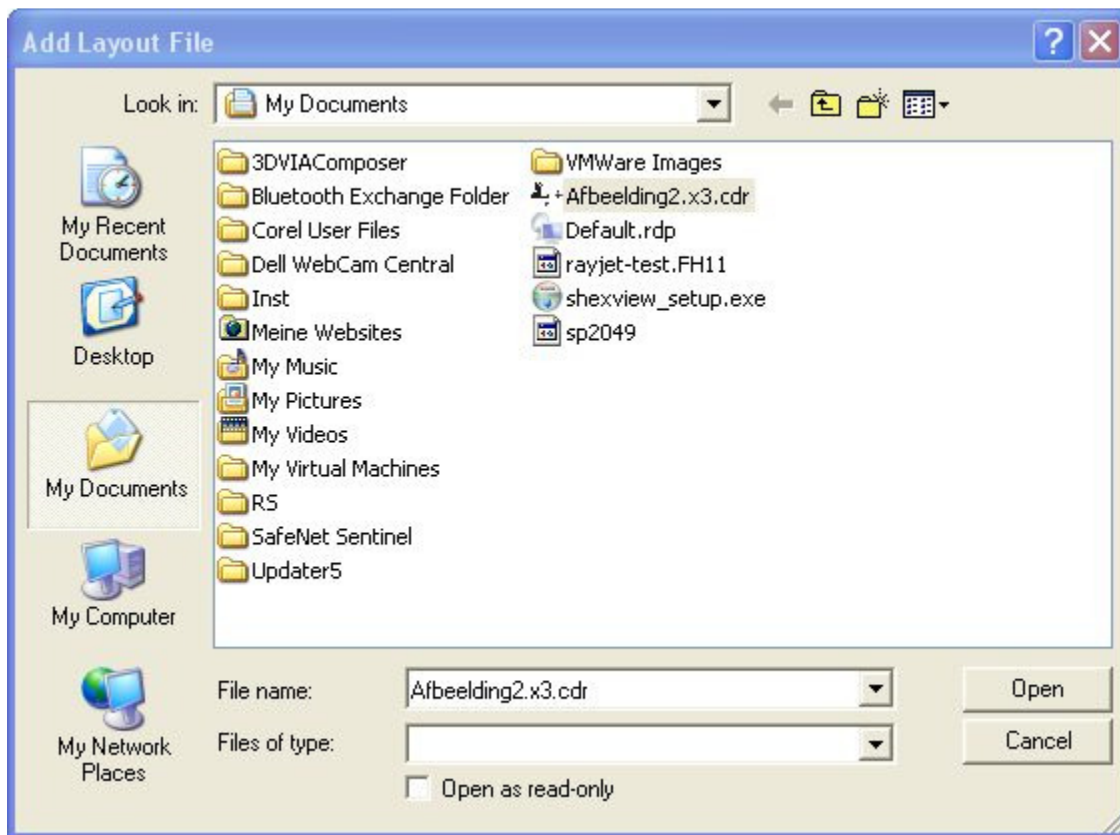 Add Layout File
Look in: My Documents
My Recent Documents
Desktop
My Documents
My Computer
My Network Places
3DVIAComposer
Bluetooth Exchange Folder
Corel User Files
Dell WebCam Central
Inst
Meine Websites
My Music
My Pictures
My Videos
My Virtual Machines
RS
SafeNet Sentinel
Updater5
VMWare Images
Afbeelding2.x3.cdr
Default.rdp
rayjet-test.FH11
shexview_setup.exe
sp2049
File name: Afbeelding2.x3.cdr Open
Files of type: Cancel
Open as read-only